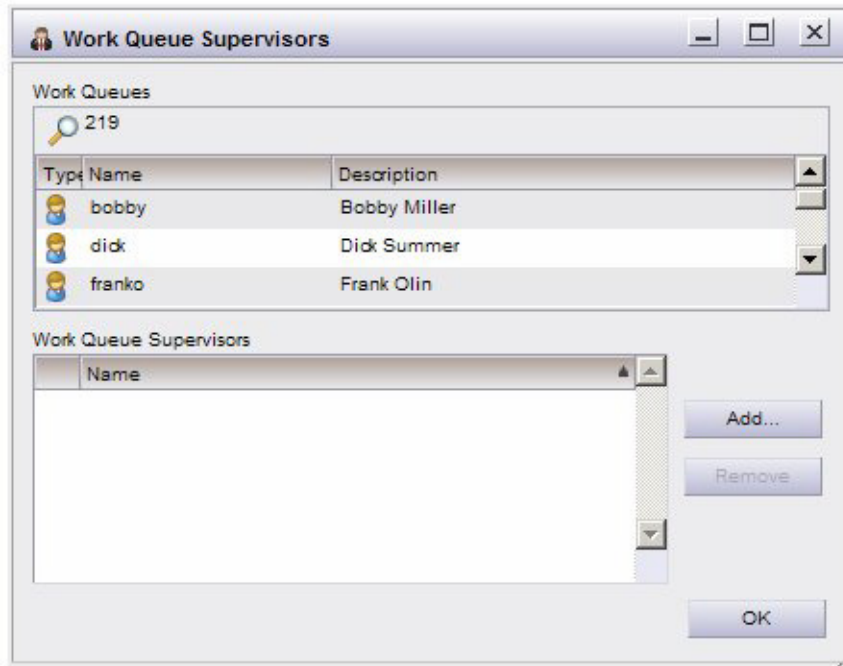 Work Queue Supervisors
Work Queues
219
Type Name Description
bobby Bobby Miller
dick Dick Summer
franko Frank Olin
Work Queue Supervisors
Name
Add...
Remove
OK